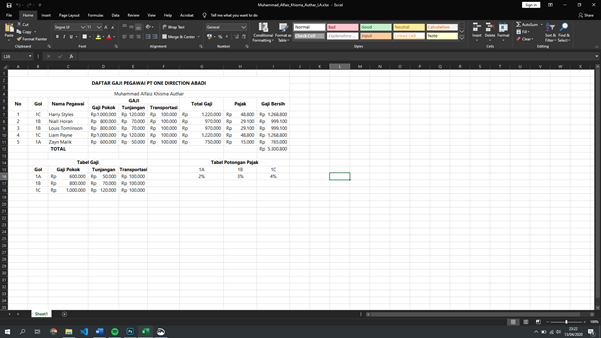 Muhammad_Alfaiz_Khisma_Auther_LA.xlsx - Excel
Sign in
File Home Insert Page Layout Formulas Data Review View Help Acrobat Tell me what you want to do
Share
Cut
Copy
Format Painter
Paste
Clipboard
Segoe UI 11
Font
Wrap Text
Merge & Center
Alignment
General
Number
Conditional Formatting
Format as Table
Normal Bad Good Neutral Calculation
Check Cell Input Note
Styles
Insert Delete Format
Cells
AutoSum
Fill
Clear
Sort & Filter
Find & Select
Editing
L16
DAFTAR GAJI PEGAWAI PT ONE DIRECTION ABADI
Muhammad Alfaiz Khisma Author
No Gol Nama Pegawai GAJI Total Gaji Pajak Gaji Bersih
Gaji Pokok Tunjangan Transportasi
1 1C Harry Styles Rp1.000.000 Rp 120.000 Rp 100.000 Rp 1.220.000 Rp 48.800 Rp 1.268.800
2 1B Niall Horan Rp 800.000 Rp 70.000 Rp 100.000 Rp 970.000 Rp 29.100 Rp 999.100
3 1B Louis Tomlinson Rp 800.000 Rp 70.000 Rp 100.000 Rp 970.000 Rp 29.100 Rp 999.100
4 1C Liam Payne Rp1.000.000 Rp 120.000 Rp 100.000 Rp 1.220.000 Rp 48.800 Rp 1.268.800
5 1A Zayn Malik Rp 600.000 Rp 50.000 Rp 100.000 Rp 750.000 Rp 15.000 Rp 765.000
TOTAL Rp 5.300.800
Tabel Gaji Tabel Potongan Pajak
Gol Gaji Pokok Tunjangan Transportasi 1A 1B 1C
1A Rp 600.000 Rp 50.000 Rp 100.000 2% 3% 4%
1B Rp 800.000 Rp 70.000 Rp 100.000
1C Rp 1.000.000 Rp 120.000 Rp 100.000
Sheet1
100%
23:22
13/04/2020